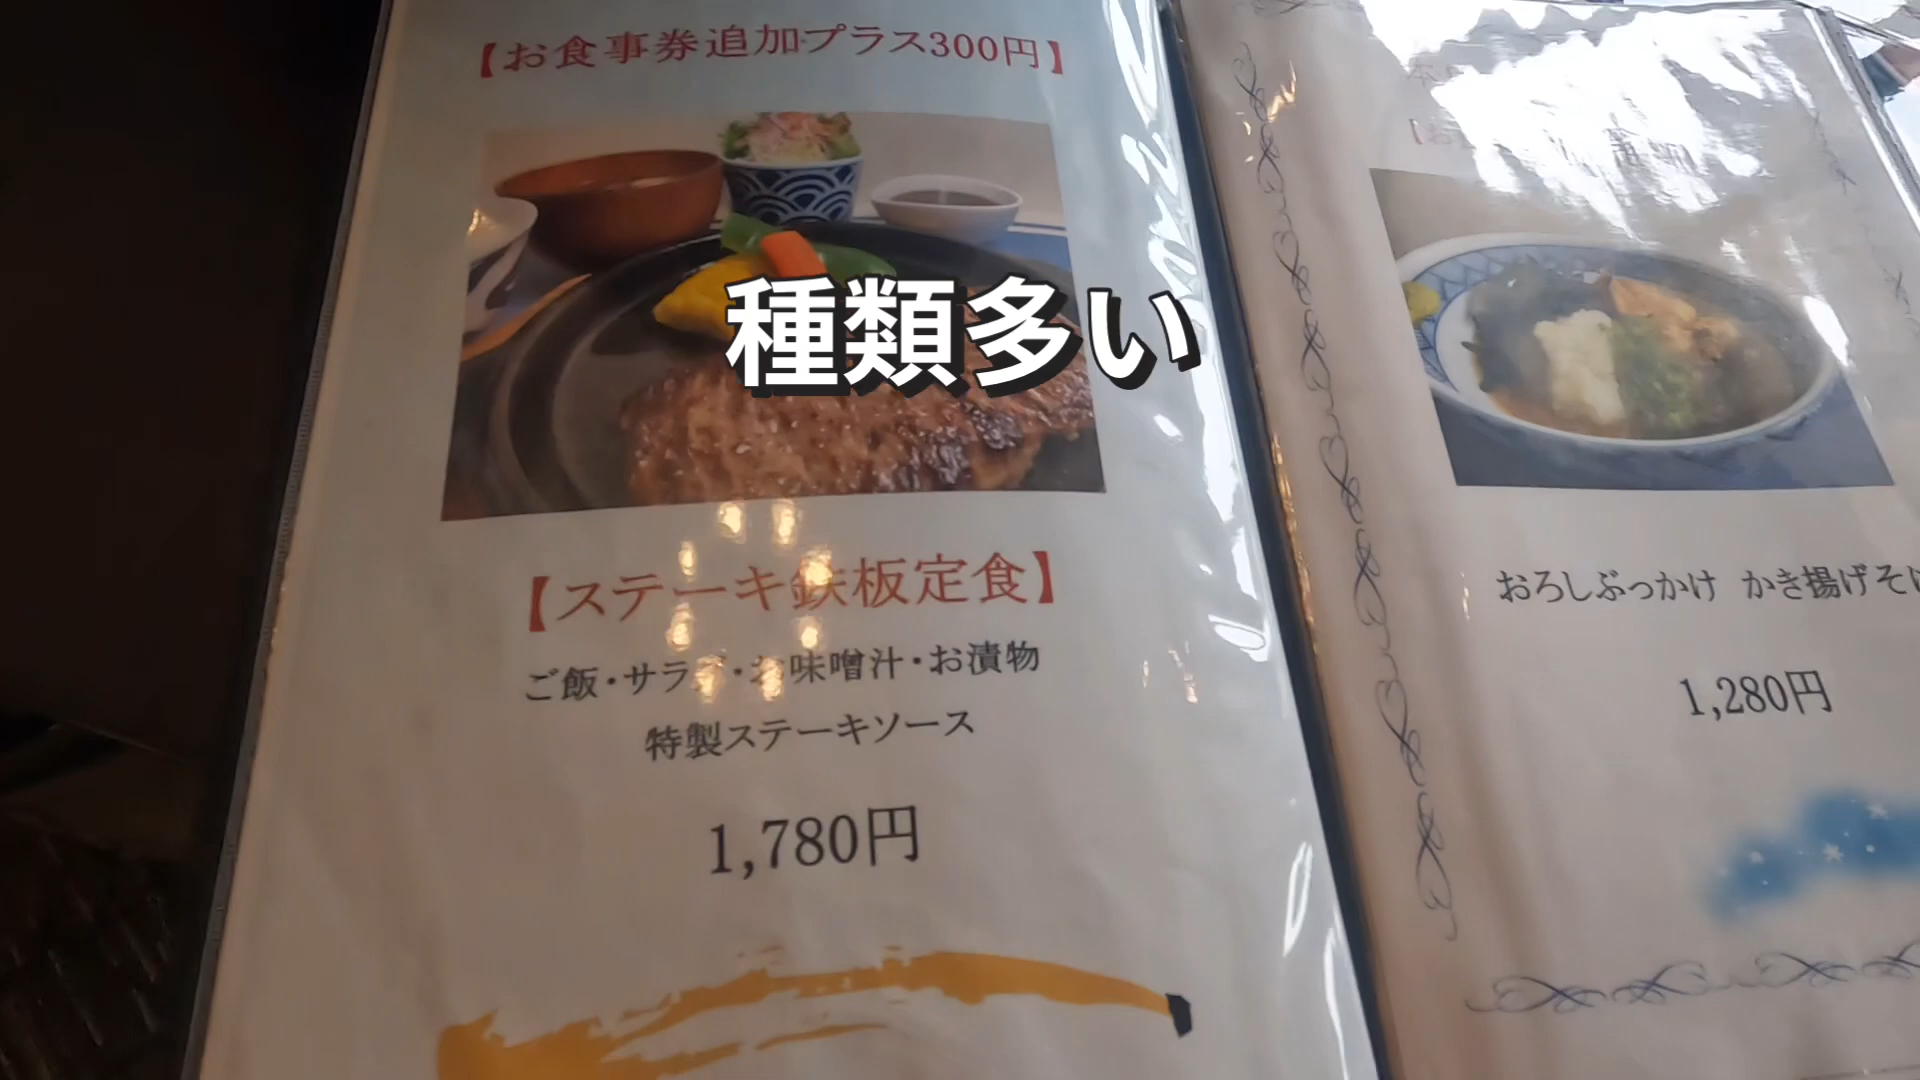 【お食事券追加プラス300円】
種類多い
【ステーキ鉄板定食】
ご飯・サラダ・お味噌汁・お漬物
特製ステーキソース
1,780円
おろしぶっかけ かき揚げそ
1,280円